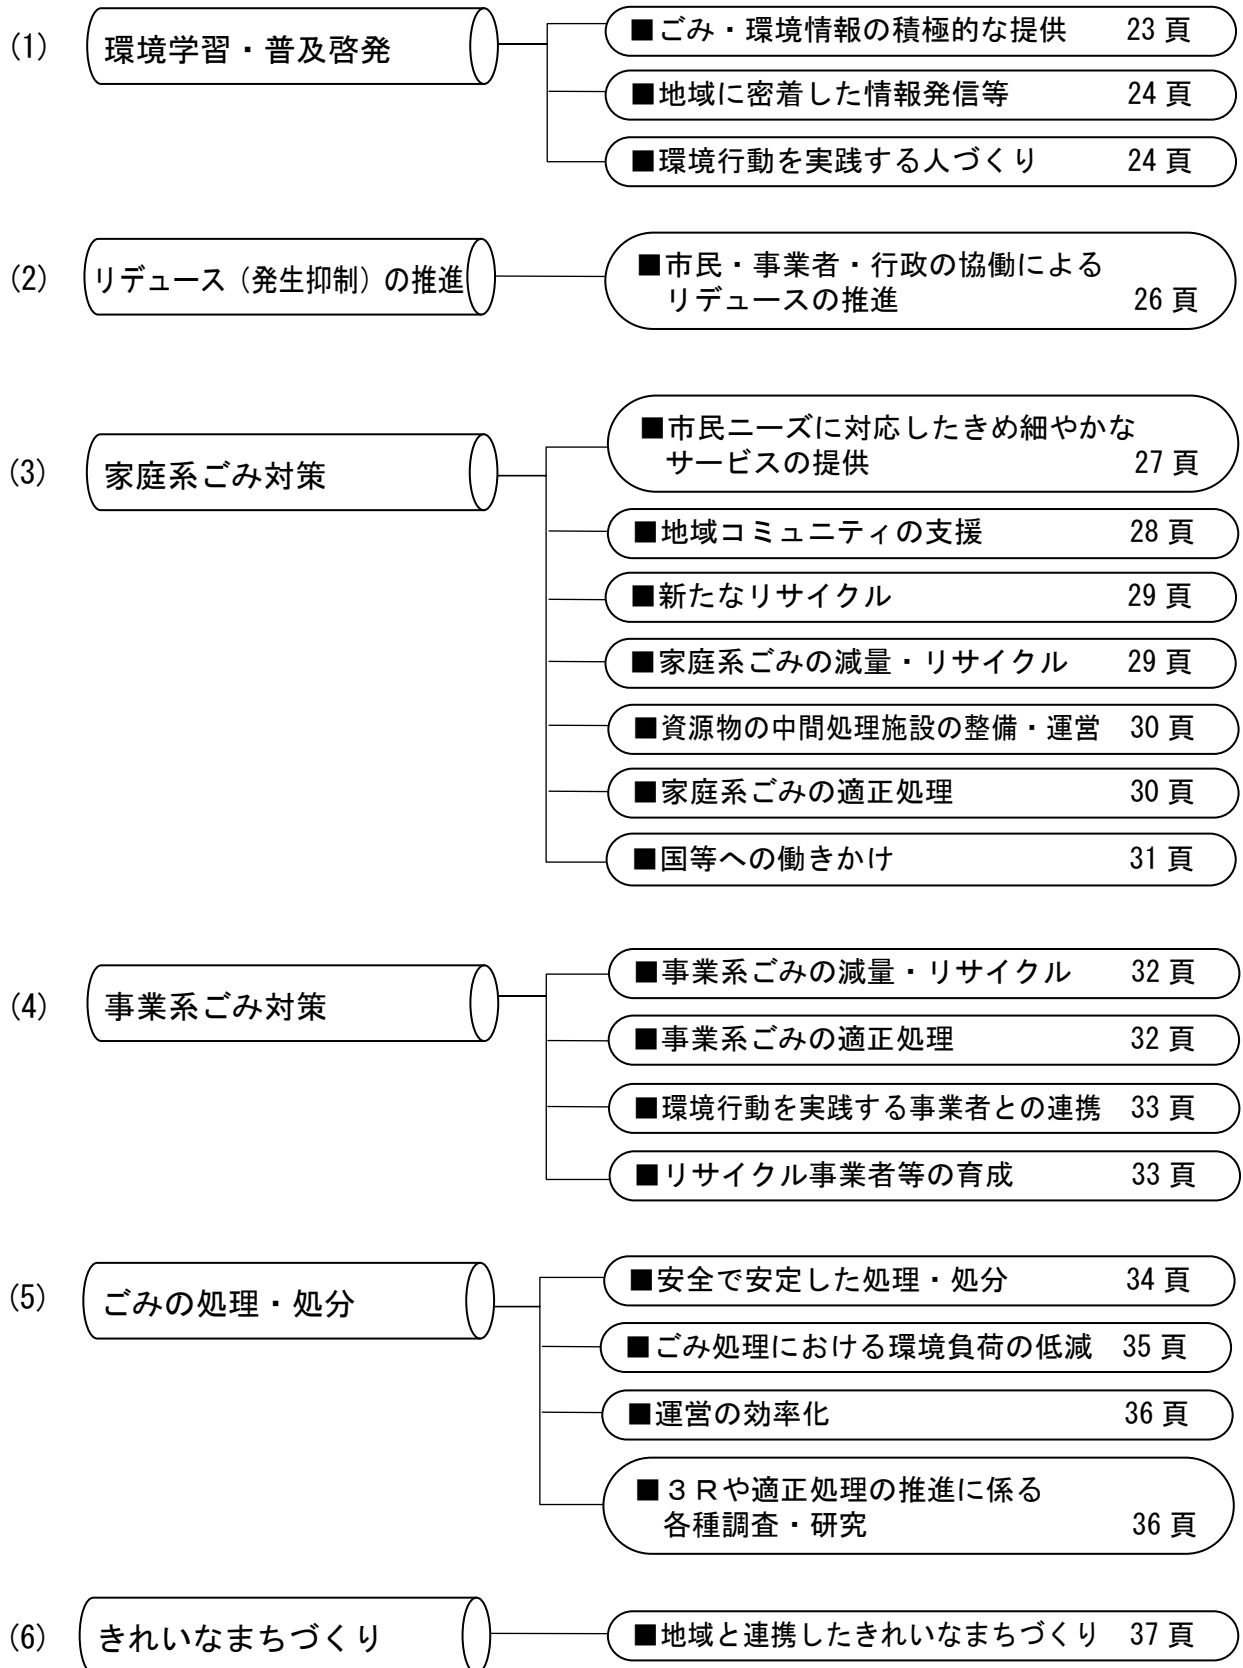 (1) 環境学習・普及啓発
■ごみ・環境情報の積極的な提供 23 頁
■地域に密着した情報発信等 24 頁
■環境行動を実践する人づくり 24 頁
(2) リデュース（発生抑制）の推進
■市民・事業者・行政の協働による
リデュースの推進 26 頁
(3) 家庭系ごみ対策
■市民ニーズに対応したきめ細やかな
サービスの提供 27 頁
■地域コミュニティの支援 28 頁
■新たなリサイクル 29 頁
■家庭系ごみの減量・リサイクル 29 頁
■資源物の中間処理施設の整備・運営 30 頁
■家庭系ごみの適正処理 30 頁
■国等への働きかけ 31 頁
(4) 事業系ごみ対策
■事業系ごみの減量・リサイクル 32 頁
■事業系ごみの適正処理 32 頁
■環境行動を実践する事業者との連携 33 頁
■リサイクル事業者等の育成 33 頁
(5) ごみの処理・処分
■安全で安定した処理・処分 34 頁
■ごみ処理における環境負荷の低減 35 頁
■運営の効率化 36 頁
■３Ｒや適正処理の推進に係る
各種調査・研究 36 頁
(6) きれいなまちづくり
■地域と連携したきれいなまちづくり 37 頁